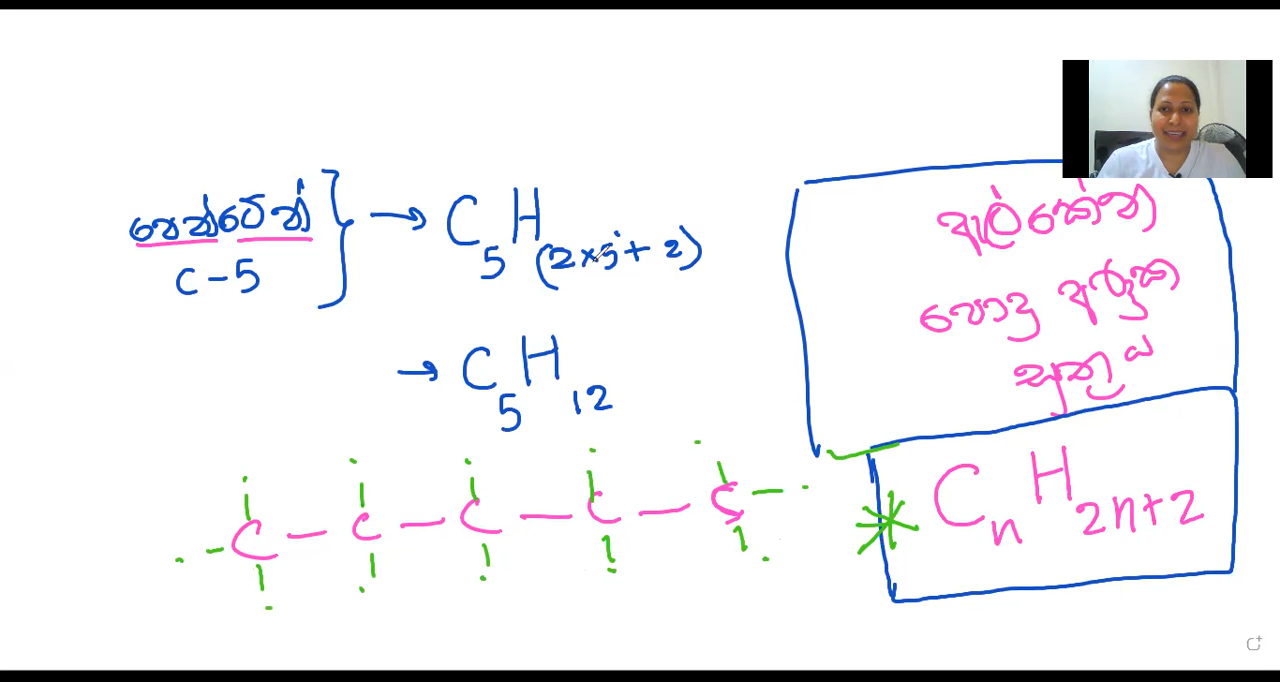 පෙන්ටේන්
C-5
→ C5H(2×5+2)
→ C5H12
C – C – C – C – C
ඇල්කේන
පොදු අණුක
සූත්‍රය
* CnH2n+2